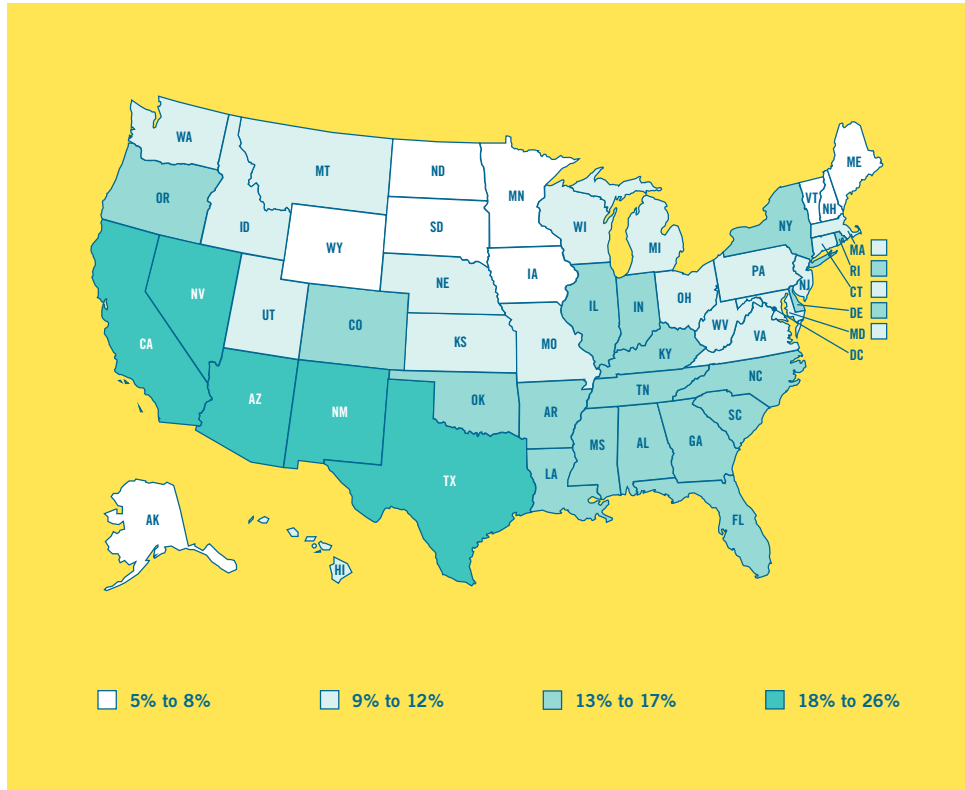 WA
MT
ND
MN
ME
OR
ID
SD
WI
VT
NH
NY
WY
MI
MA
IA
PA
RI
NE
NV
IL
IN
OH
NJ
CT
UT
CO
DE
WV
VA
MD
CA
KS
MO
KY
DC
NC
TN
AZ
NM
OK
AR
SC
MS
AL
GA
TX
LA
AK
FL
HI
5% to 8%
9% to 12%
13% to 17%
18% to 26%